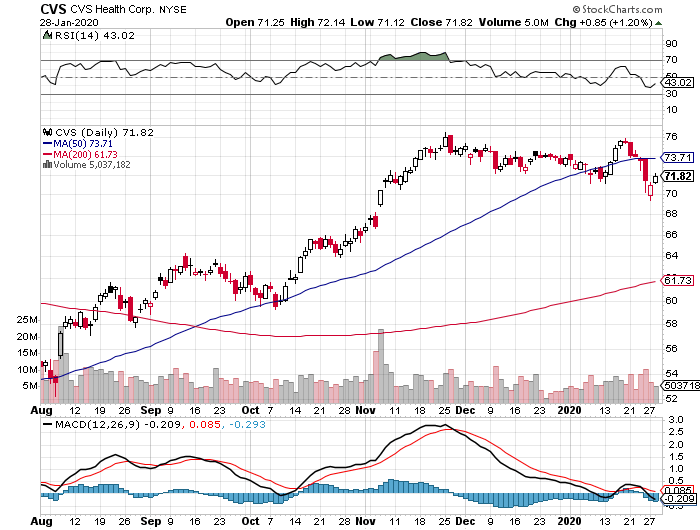 CVS CVS Health Corp. NYSE © StockCharts.com
28-Jan-2020 Open 71.25 High 72.14 Low 71.12 Close 71.82 Volume 5.0M Chg +0.85 (+1.20%)
RSI(14) 43.02
90
70
50
43.02
30
10
CVS (Daily) 71.82
MA(50) 73.71
MA(200) 61.73
Volume 5,037,182
76
73.71
71.82
70
68
66
64
62
61.73
60
58
56
54
52
25M
20M
15M
10M
5M
5037182
Aug 12 19 26 Sep 9 16 23 Oct 7 14 21 28 Nov 11 18 25 Dec 9 16 23 2020 13 21 27
MACD(12,26,9) -0.209, 0.085, -0.293
3.0
2.5
2.0
1.5
1.0
0.5
0.085
-0.209
-0.5
Aug 12 19 26 Sep 9 16 23 Oct 7 14 21 28 Nov 11 18 25 Dec 9 16 23 2020 13 21 27